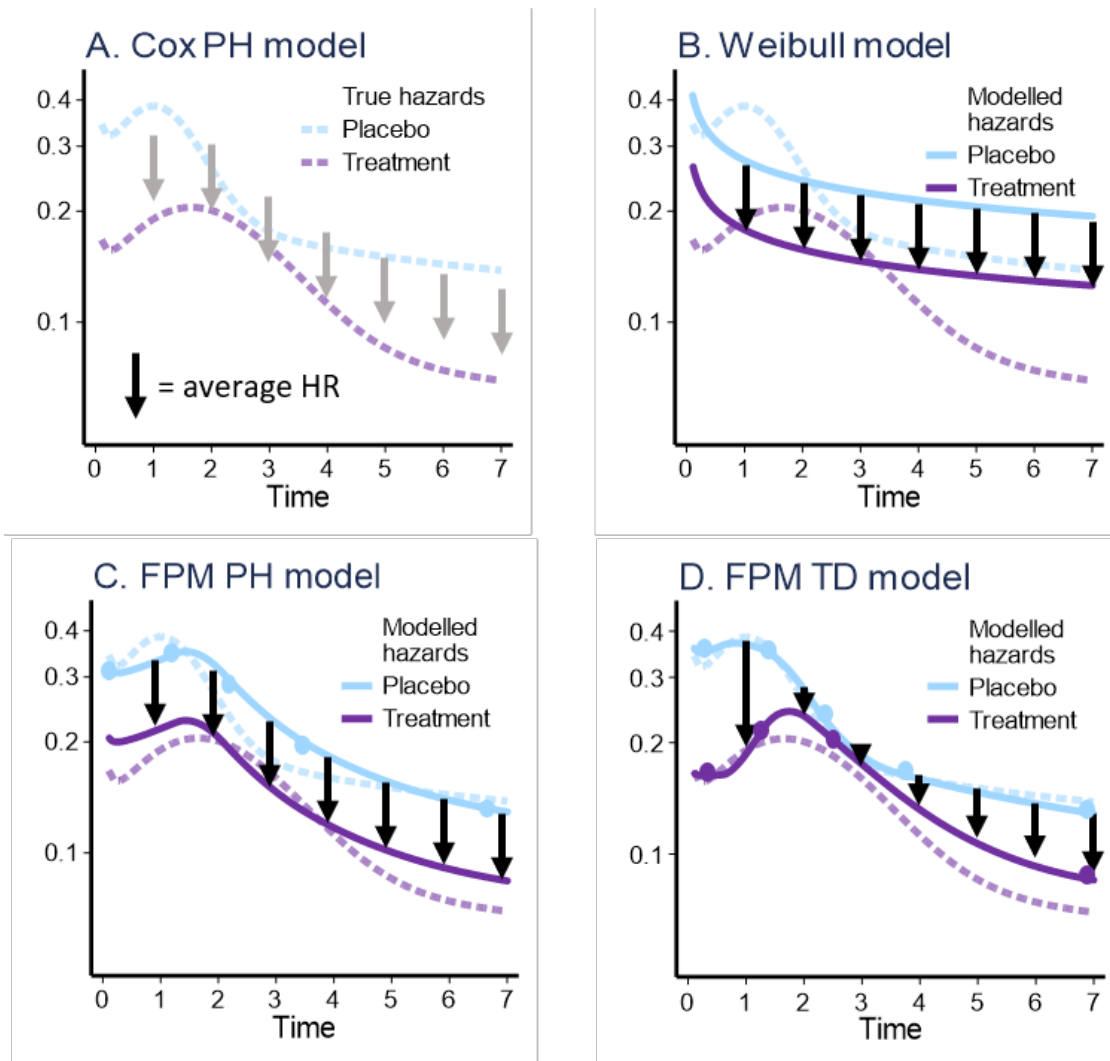 A. Cox PH model
0.4
0.3
0.2
0.1
True hazards
Placebo
Treatment
= average HR
0 1 2 3 4 5 6 7
Time
B. Weibull model
0.4
0.3
0.2
0.1
Modelled
hazards
Placebo
Treatment
0 1 2 3 4 5 6 7
Time
C. FPM PH model
0.4
0.3
0.2
0.1
Modelled
hazards
Placebo
Treatment
0 1 2 3 4 5 6 7
Time
D. FPM TD model
0.4
0.3
0.2
0.1
Modelled
hazards
Placebo
Treatment
0 1 2 3 4 5 6 7
Time